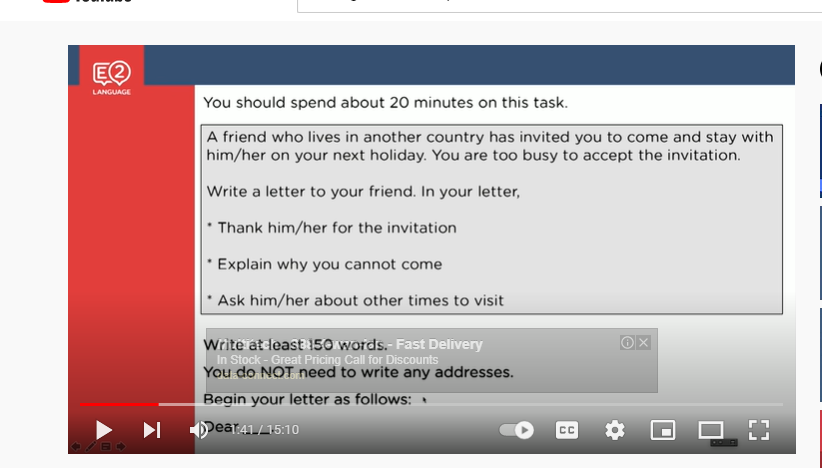 E2
LANGUAGE
You should spend about 20 minutes on this task.
A friend who lives in another country has invited you to come and stay with
him/her on your next holiday. You are too busy to accept the invitation.
Write a letter to your friend. In your letter,
* Thank him/her for the invitation
* Explain why you cannot come
* Ask him/her about other times to visit
Write at least 150 words.
- Fast Delivery
In Stock - Great Pricing Call for Discounts
You do NOT need to write any addresses.
Begin your letter as follows:
Dear
1:41 / 15:10
CC